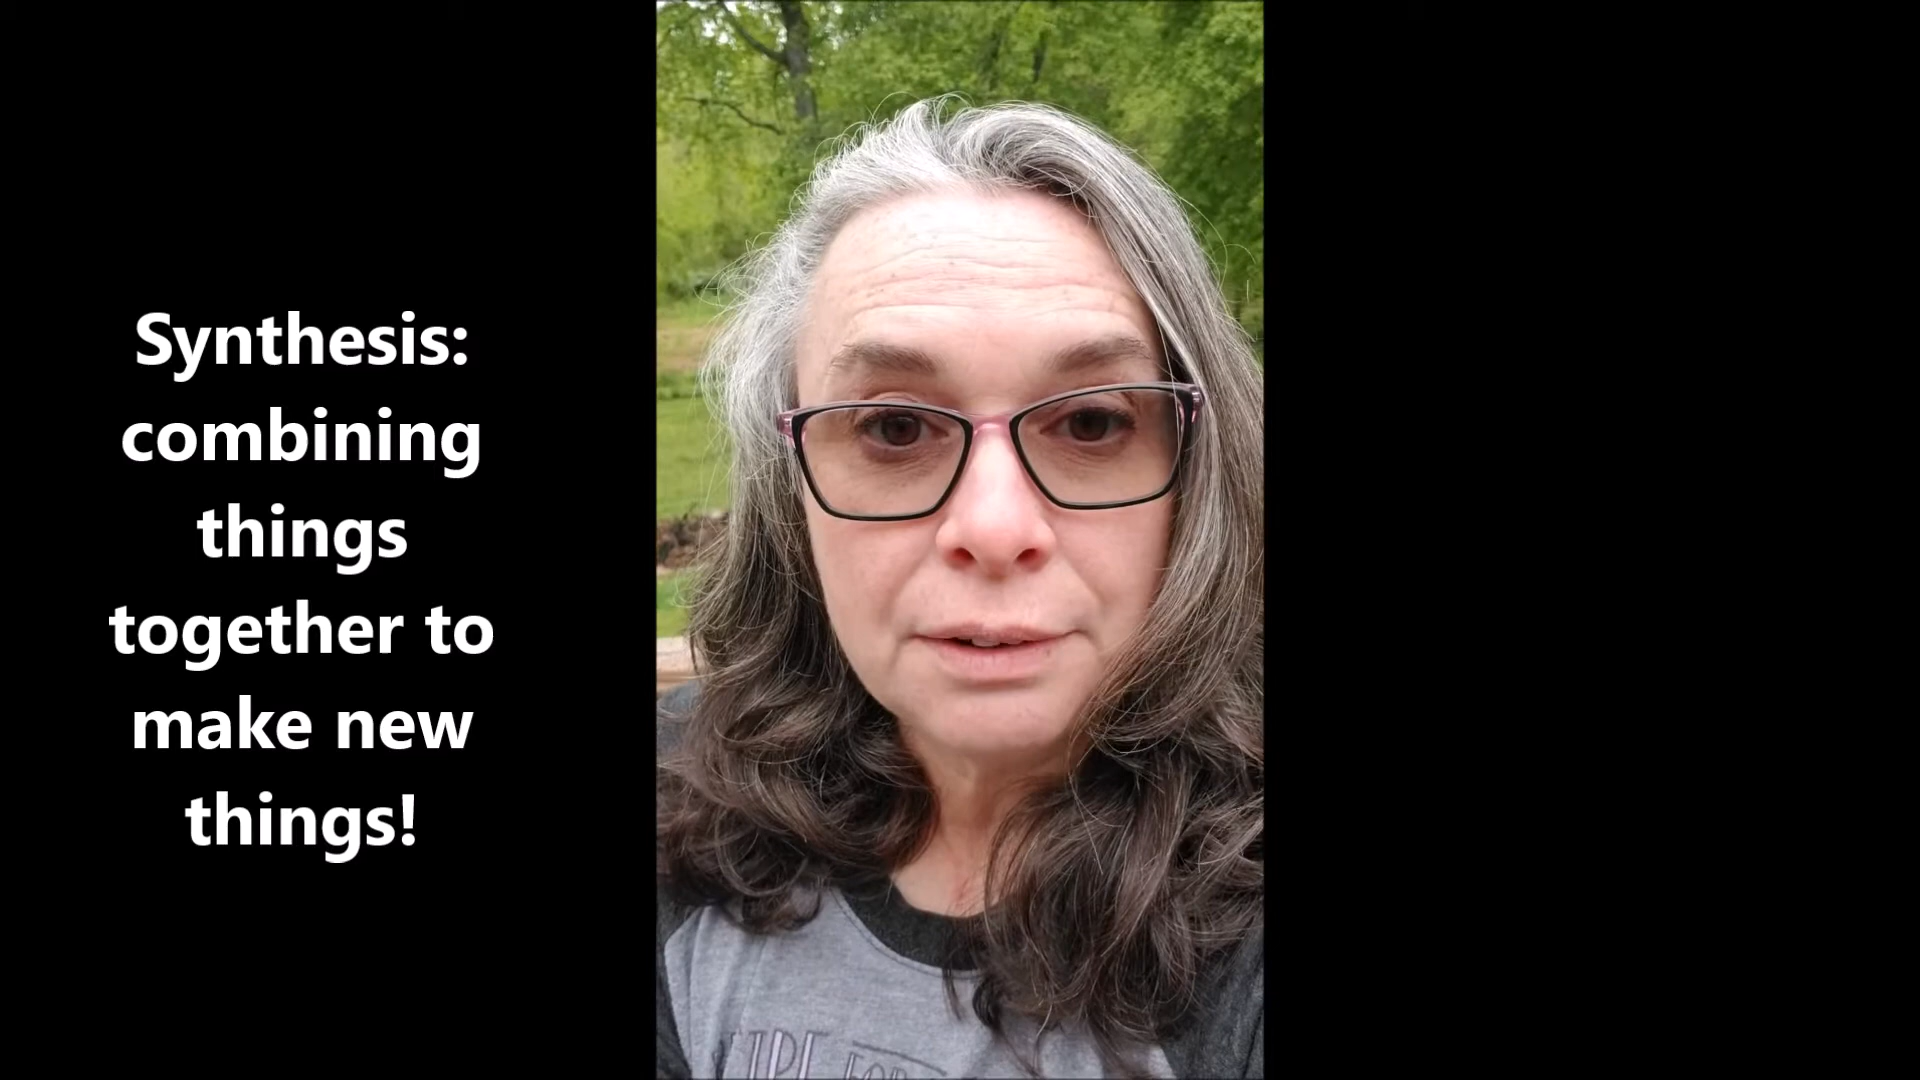 Synthesis:
combining
things
together to
make new
things!